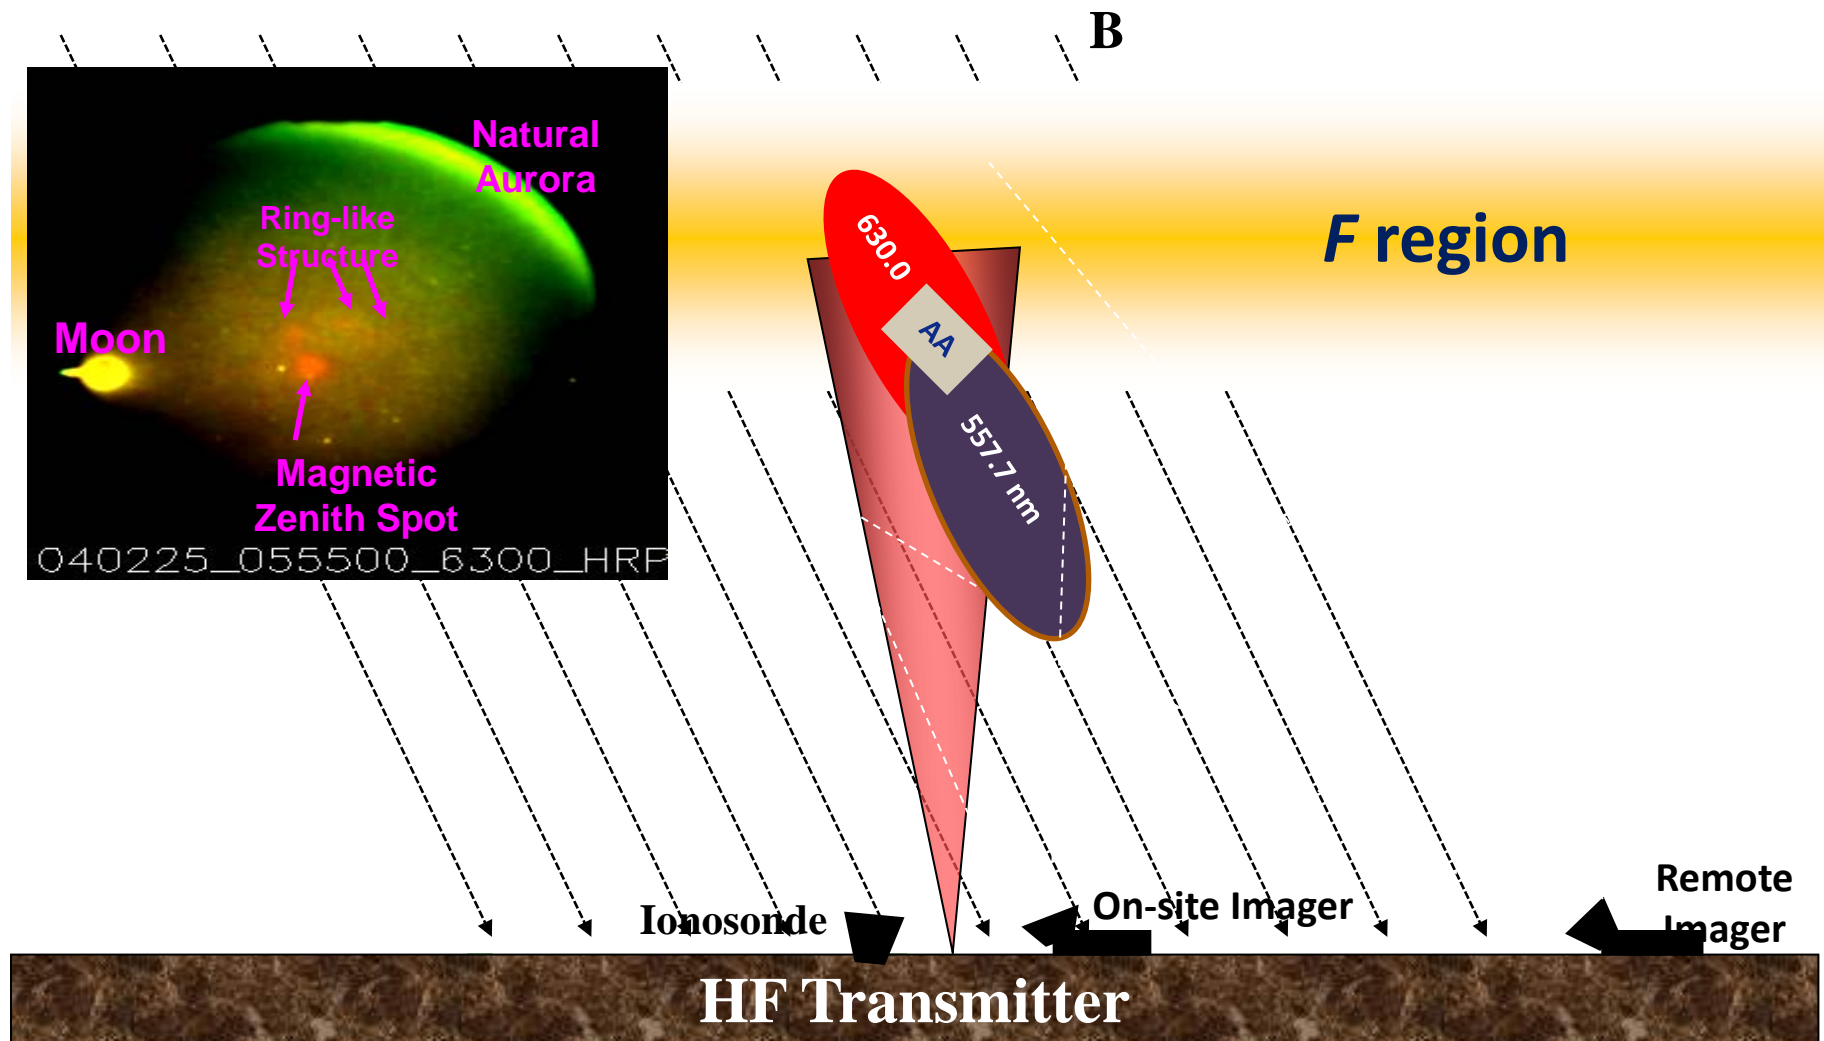 B
Natural
Aurora
Ring-like
Structure
Moon
Magnetic
Zenith Spot
040225_055500_6300_HRP
F region
630.0
AA
557.7 nm
Ionosonde
On-site Imager
Remote
Imager
HF Transmitter